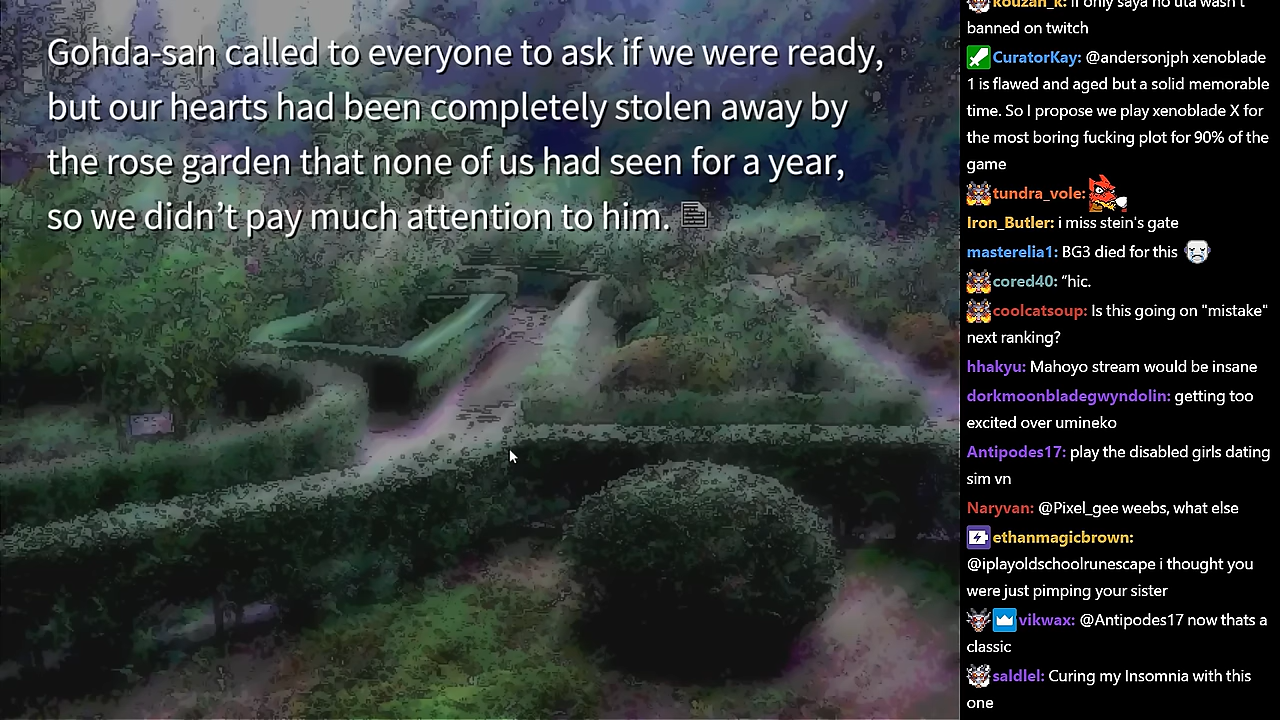 Gohda-san called to everyone to ask if we were ready,
but our hearts had been completely stolen away by
the rose garden that none of us had seen for a year,
so we didn't pay much attention to him.
kouzan_k: if only saya no uta wasn't
banned on twitch
CuratorKay: @andersonjph xenoblade
1 is flawed and aged but a solid memorable
time. So I propose we play xenoblade X for
the most boring fucking plot for 90% of the
game
tundra_vole:
Iron_Butler: i miss stein's gate
masterelia1: BG3 died for this
cored40: "hic.
coolcatsoup: Is this going on "mistake"
next ranking?
hhakyu: Mahoyo stream would be insane
dorkmoonbladegwyndolin: getting too
excited over umineko
Antipodes17: play the disabled girls dating
sim vn
Naryvan: @Pixel_gee weebs, what else
ethanmagicbrown:
@iplayoldschoolrunescape i thought you
were just pimping your sister
vikwax: @Antipodes17 now thats a
classic
saldlel: Curing my Insomnia with this
one